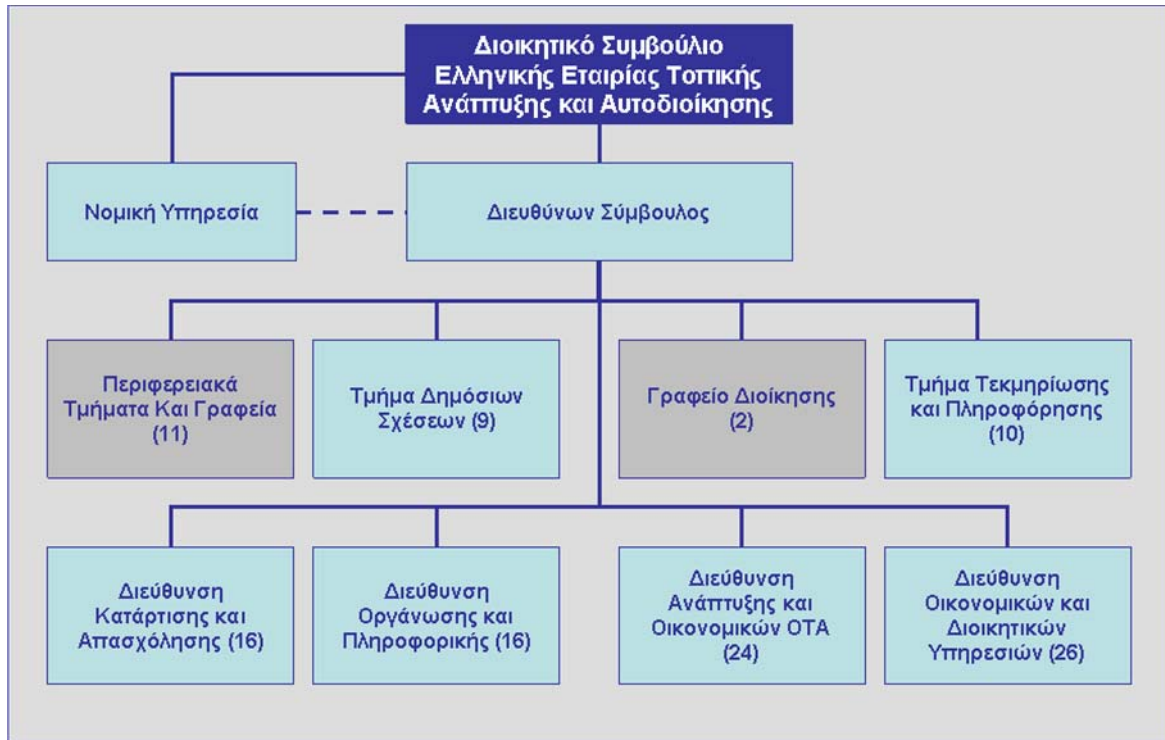 Διοικητικό Συμβούλιο
Ελληνικής Εταιρίας Τοπικής
Ανάπτυξης και Αυτοδιοίκησης
Νομική Υπηρεσία
Διευθύνων Σύμβουλος
Περιφερειακά
Τμήματα Και Γραφεία
(11)
Τμήμα Δημόσιων
Σχέσεων (9)
Γραφείο Διοίκησης
(2)
Τμήμα Τεκμηρίωσης
και Πληροφόρησης
(10)
Διεύθυνση
Κατάρτισης και
Απασχόλησης (16)
Διεύθυνση
Οργάνωσης και
Πληροφορικής (16)
Διεύθυνση
Ανάπτυξης και
Οικονομικών ΟΤΑ
(24)
Διεύθυνση
Οικονομικών και
Διοικητικών
Υπηρεσιών (26)